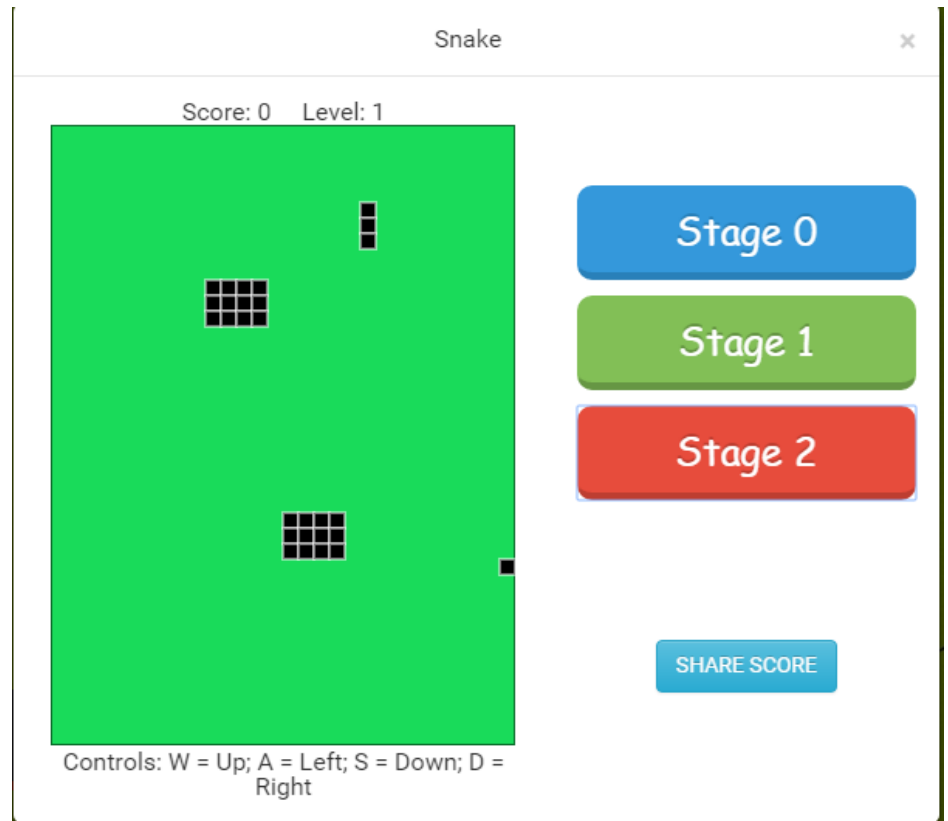 Snake
×
Score: 0 Level: 1
Stage 0
Stage 1
Stage 2
SHARE SCORE
Controls: W = Up; A = Left; S = Down; D =
Right